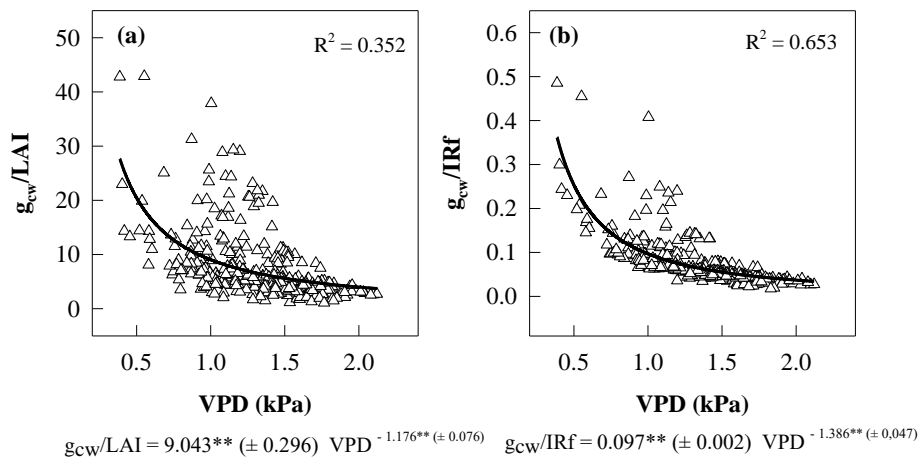 (a)
R² = 0.352
50
40
30
20
10
0
g_cw/LAI
0.5 1.0 1.5 2.0
VPD (kPa)
g_cw/LAI = 9.043** (± 0.296) VPD ^- 1.176** (± 0.076)
(b)
R² = 0.653
0.6
0.5
0.4
0.3
0.2
0.1
0.0
g_cw/IRf
0.5 1.0 1.5 2.0
VPD (kPa)
g_cw/IRf = 0.097** (± 0.002) VPD ^- 1.386** (± 0,047)